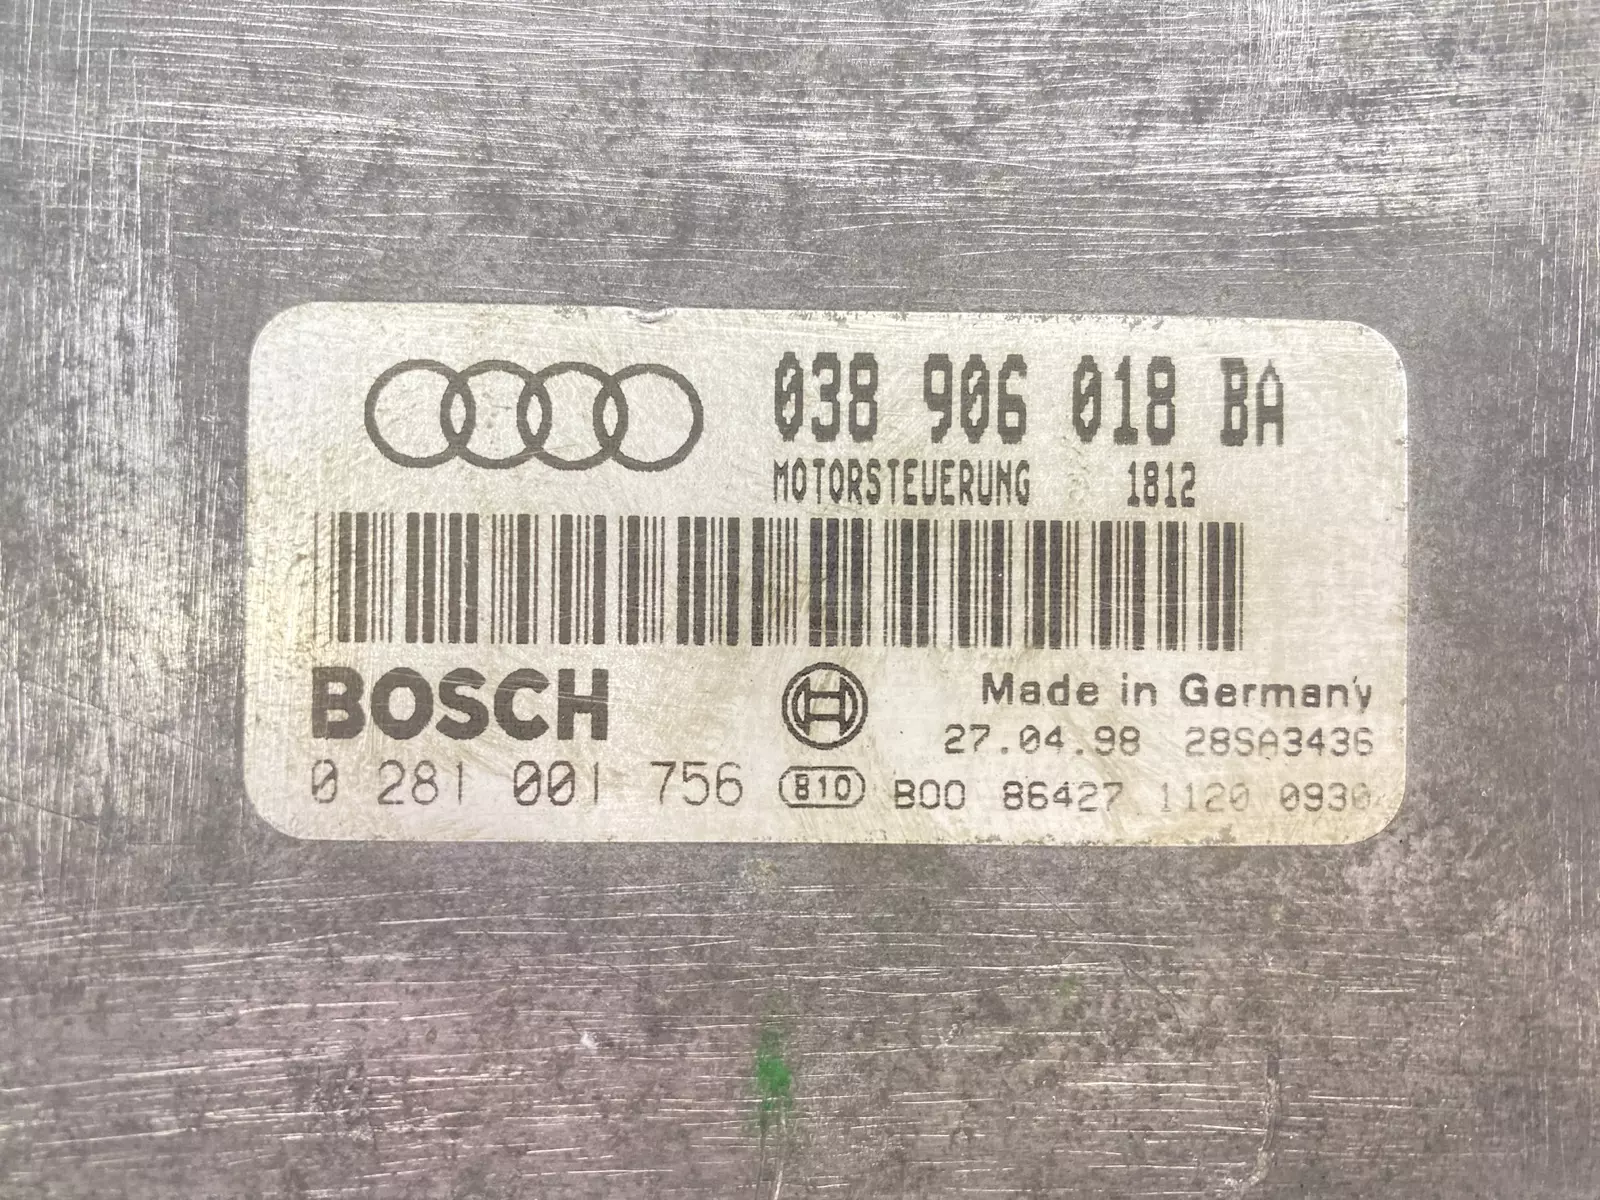 038 906 018 BA
MOTORSTEUERUNG 1812
BOSCH
Made in Germany
27.04.98 28SA3436
0 281 001 756 810 B00 86427 1120 0930